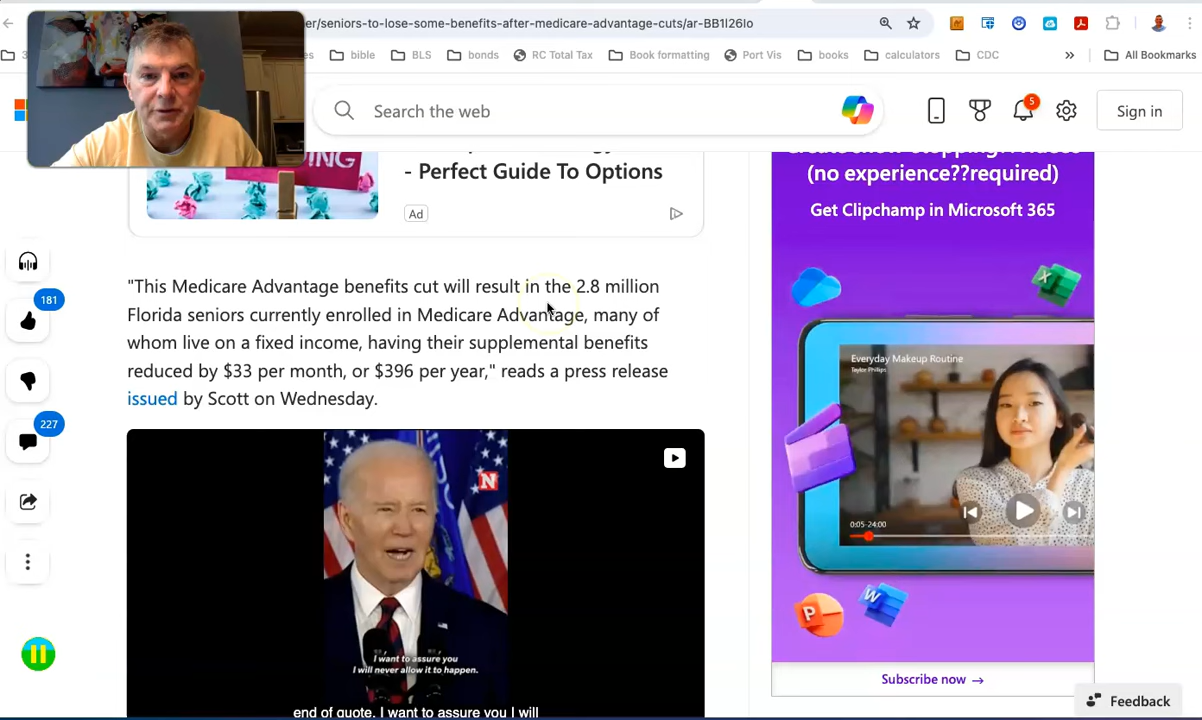 er/seniors-to-lose-some-benefits-after-medicare-advantage-cuts/ar-BB1l26Io
es
bible
BLS
bonds
RC Total Tax
Book formatting
Port Vis
books
calculators
CDC
»
All Bookmarks
Search the web
5
Sign in
- Perfect Guide To Options
Ad
(no experience??required)
Get Clipchamp in Microsoft 365
181
227
"This Medicare Advantage benefits cut will result in the 2.8 million
Florida seniors currently enrolled in Medicare Advantage, many of
whom live on a fixed income, having their supplemental benefits
reduced by $33 per month, or $396 per year," reads a press release
issued by Scott on Wednesday.
N
I want to assure you
I will never allow it to happen.
end of quote. I want to assure you I will
Everyday Makeup Routine
Taylor Phillips
0:05-24:00
X
P
W
Subscribe now →
Feedback